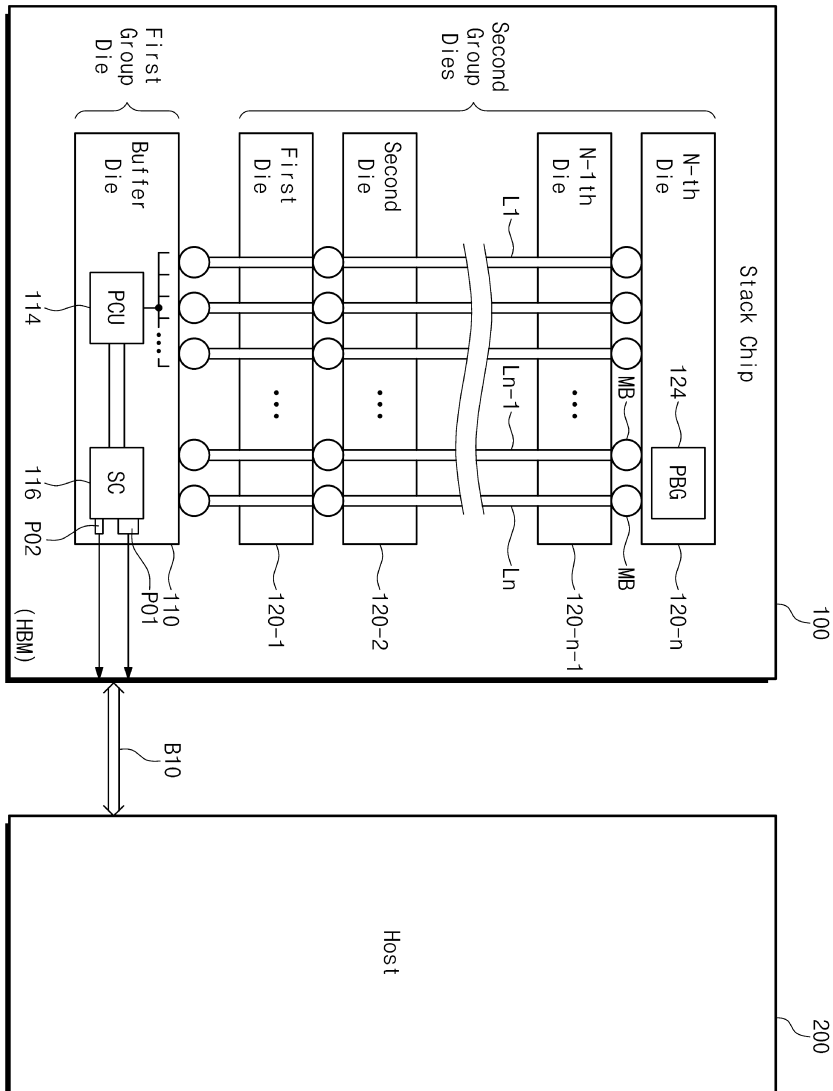 100
Stack Chip
N-th
Die
124
PBG
120-n
MB
MB
N-1th
Die
120-n-1
L1
Ln-1
Ln
Second
Group
Dies
Second
Die
120-2
First
Die
120-1
First
Group
Die
Buffer
Die
110
PCU
SC
P01
P02
114
116
(HBM)
B10
200
Host